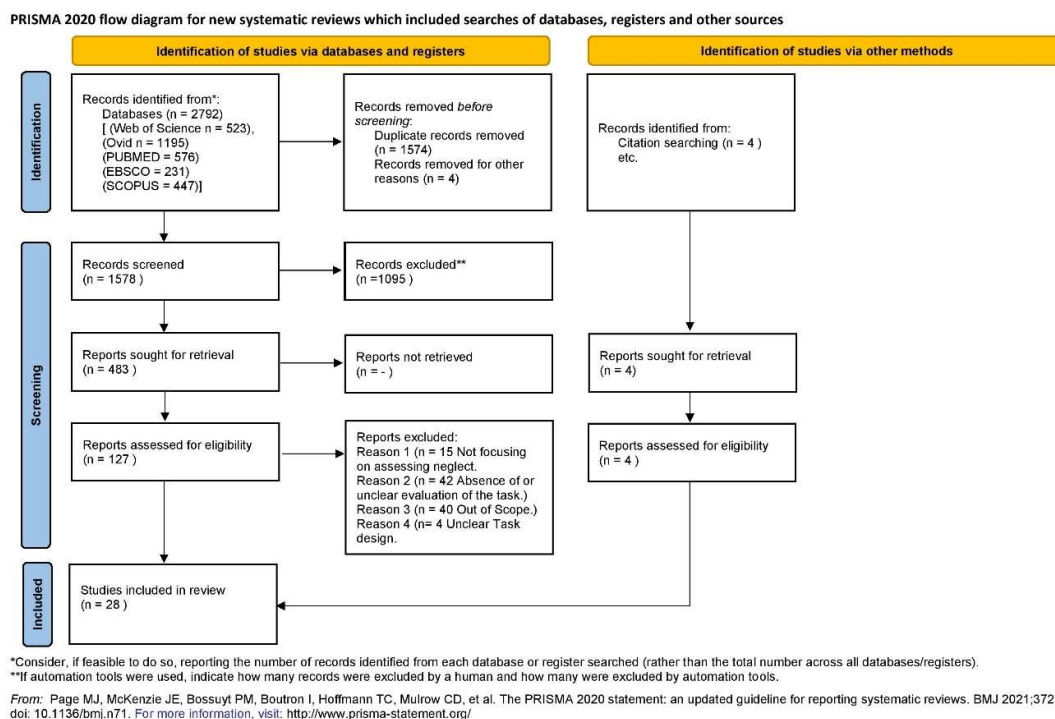 PRISMA 2020 flow diagram for new systematic reviews which included searches of databases, registers and other sources
Identification of studies via databases and registers
Identification of studies via other methods
Identification
Records identified from*:
Databases (n = 2792)
[ (Web of Science n = 523),
(Ovid n = 1195)
(PUBMED = 576)
(EBSCO = 231)
(SCOPUS = 447)]
Records removed before
screening:
Duplicate records removed
(n = 1574)
Records removed for other
reasons (n = 4)
Records identified from:
Citation searching (n = 4 )
etc.
Screening
Records screened
(n = 1578 )
Records excluded**
(n =1095 )
Reports sought for retrieval
(n = 483 )
Reports not retrieved
(n = - )
Reports sought for retrieval
(n = 4)
Reports assessed for eligibility
(n = 127 )
Reports excluded:
Reason 1 (n = 15 Not focusing
on assessing neglect.
Reason 2 (n = 42 Absence of or
unclear evaluation of the task.)
Reason 3 (n = 40 Out of Scope.)
Reason 4 (n= 4 Unclear Task
design.
Reports assessed for eligibility
(n = 4 )
Included
Studies included in review
(n = 28 )
*Consider, if feasible to do so, reporting the number of records identified from each database or register searched (rather than the total number across all databases/registers).
**If automation tools were used, indicate how many records were excluded by a human and how many were excluded by automation tools.
From: Page MJ, McKenzie JE, Bossuyt PM, Boutron I, Hoffmann TC, Mulrow CD, et al. The PRISMA 2020 statement: an updated guideline for reporting systematic reviews. BMJ 2021;372
doi: 10.1136/bmj.n71. For more information, visit: http://www.prisma-statement.org/